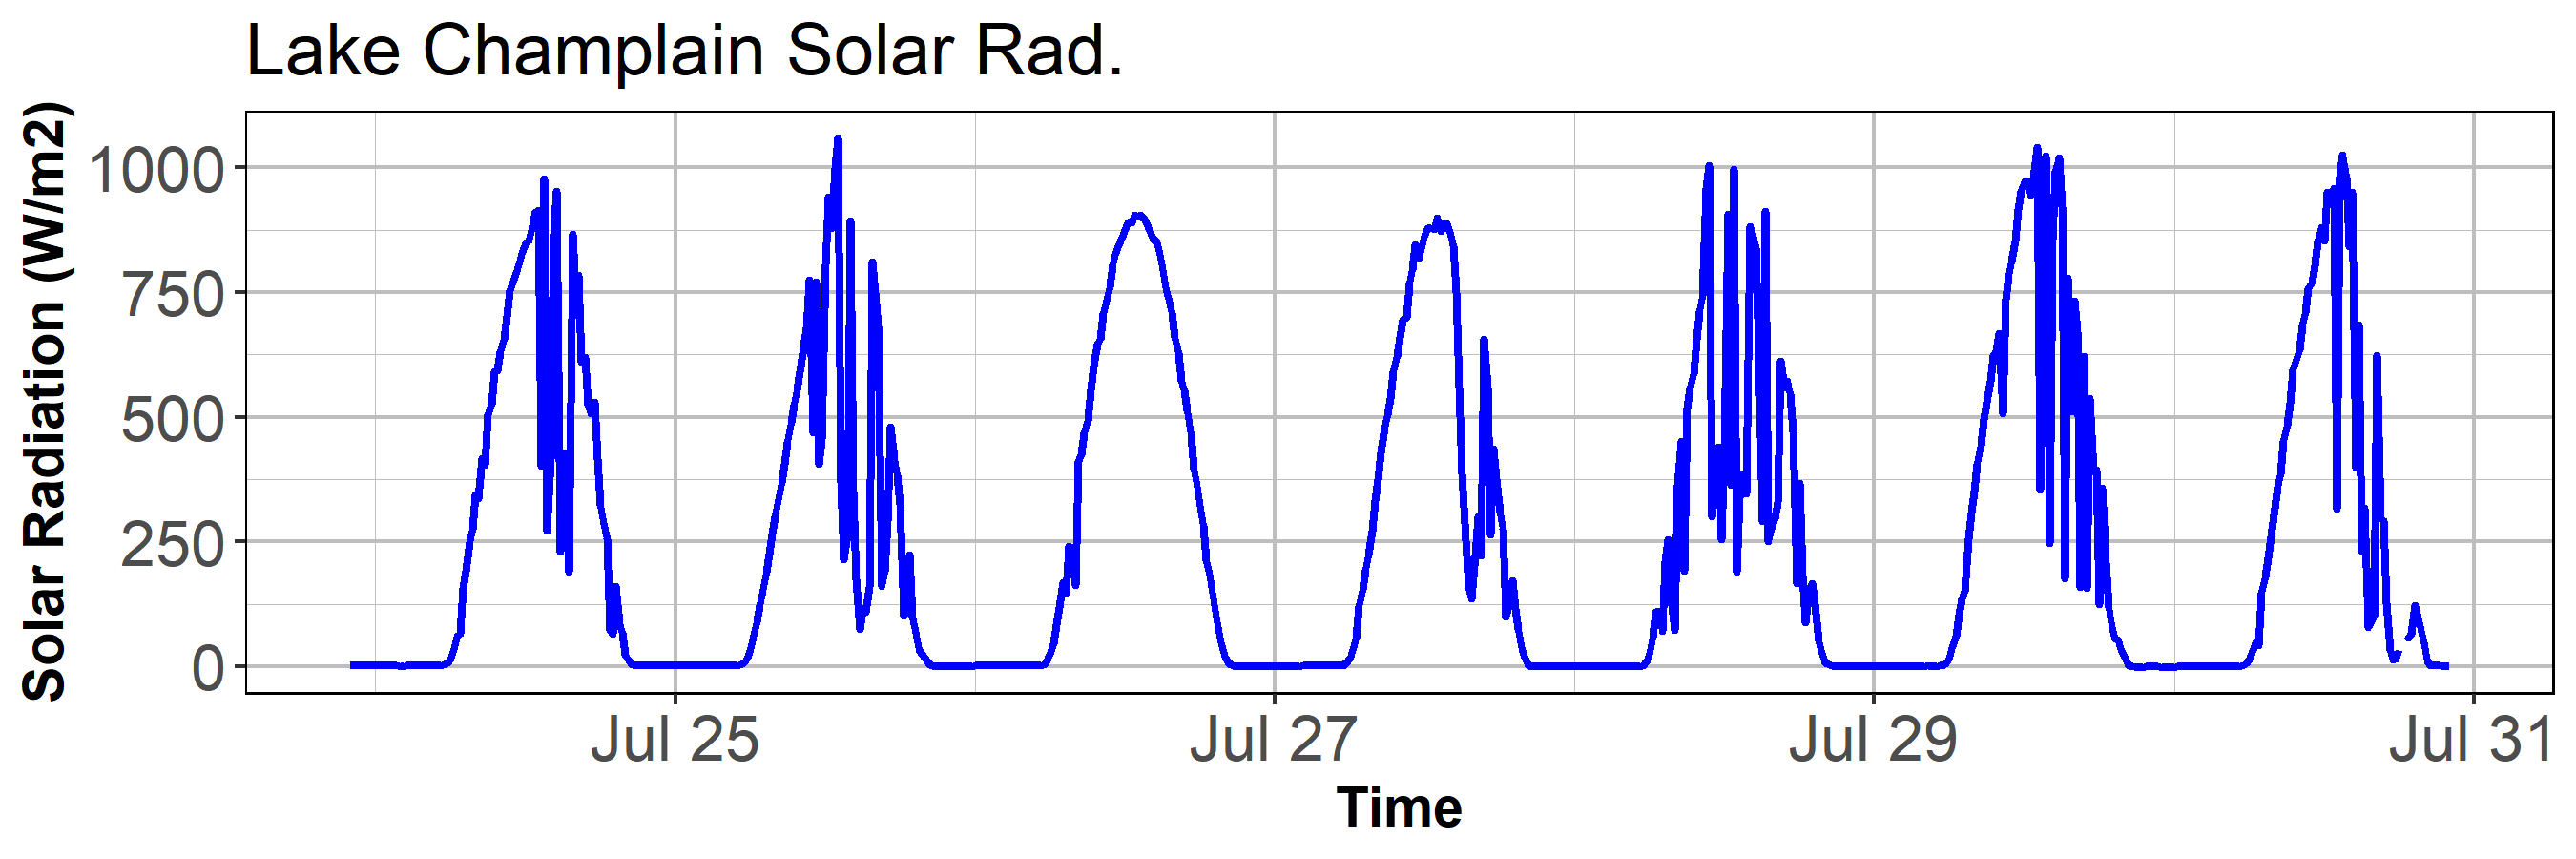 Lake Champlain Solar Rad.
Solar Radiation (W/m2)
1000
750
500
250
0
Jul 25 Jul 27 Jul 29 Jul 31
Time